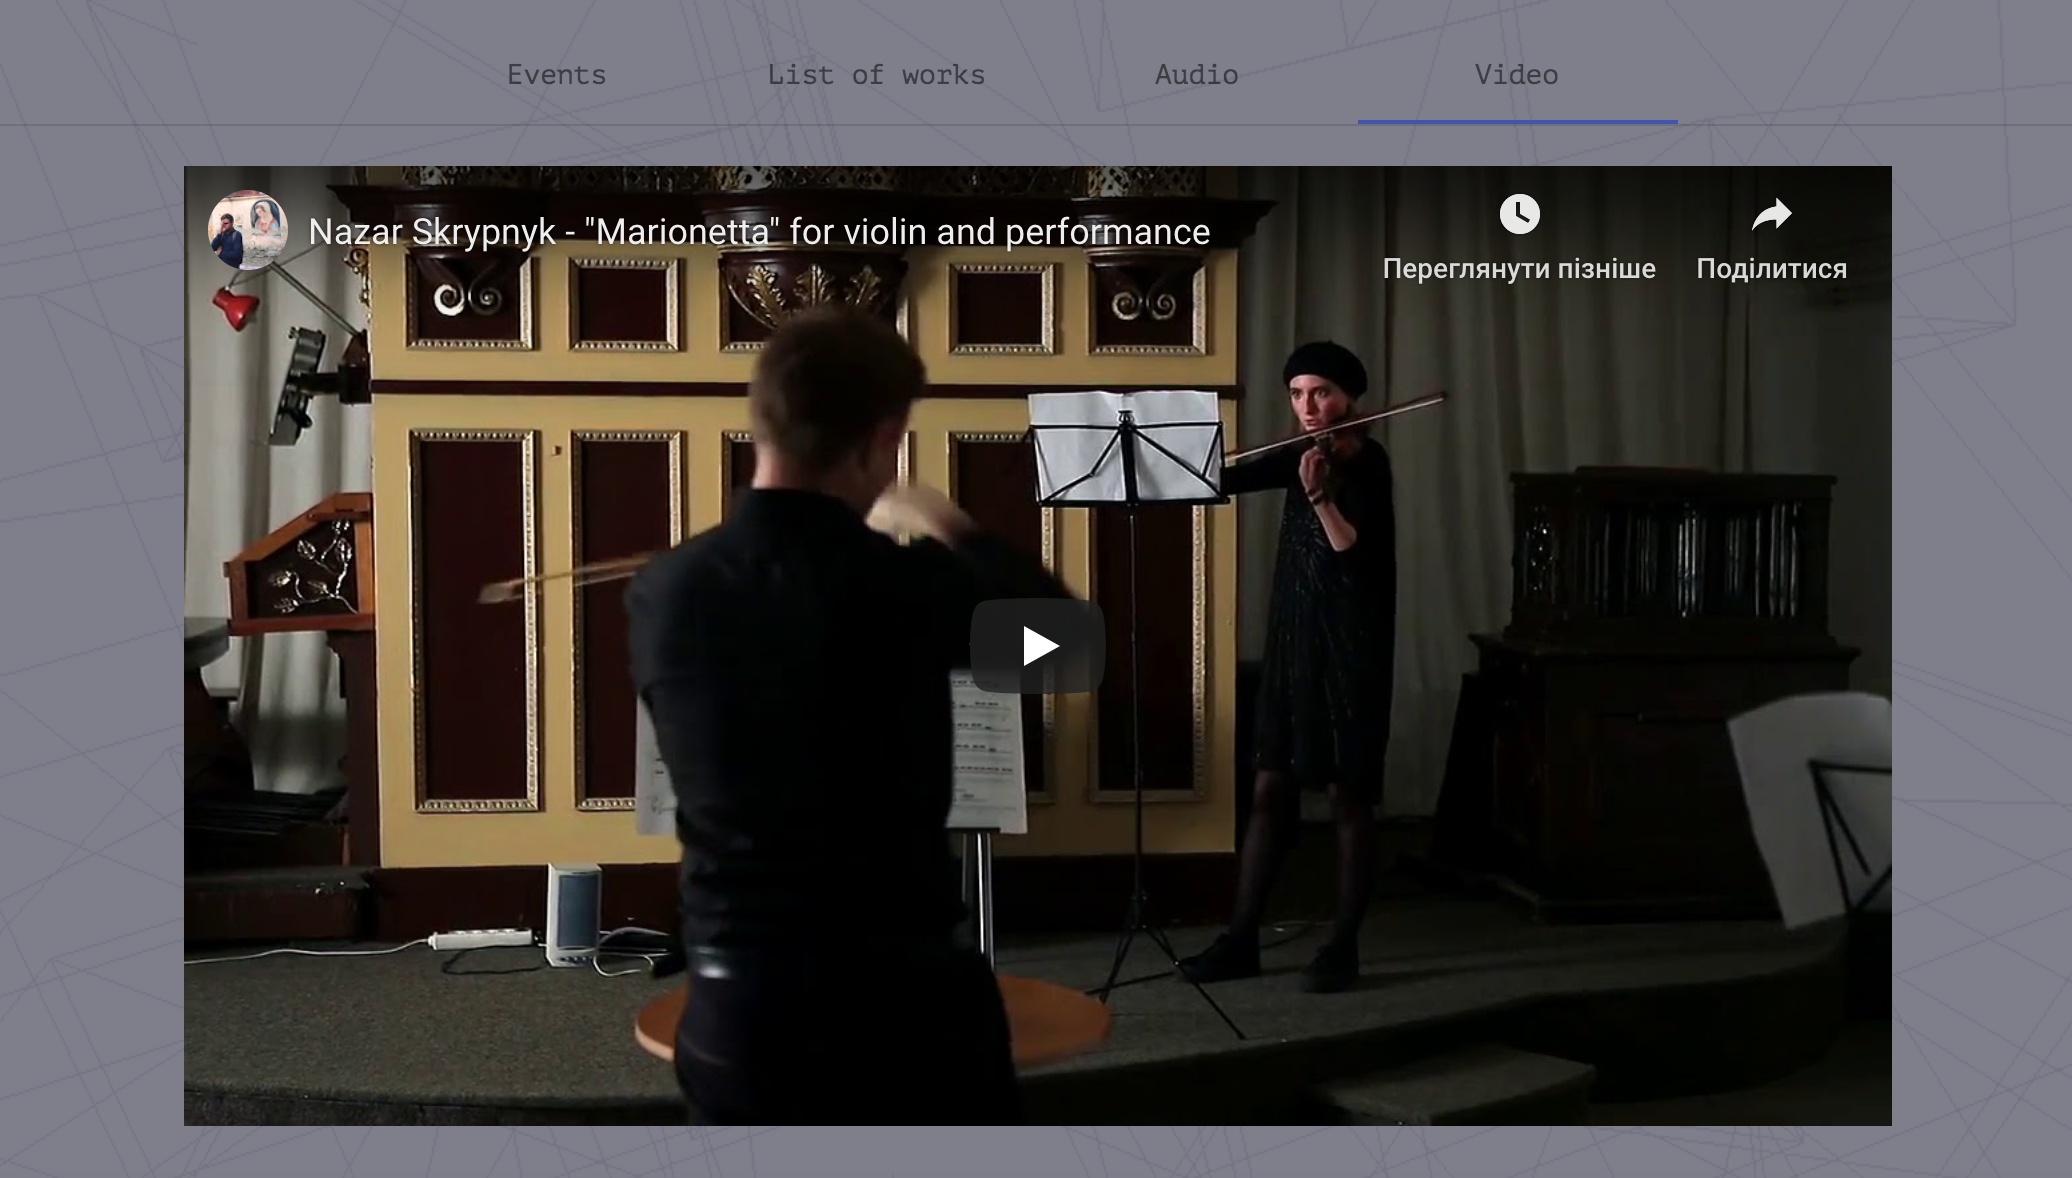 Events
List of works
Audio
Video
Nazar Skrypnyk - "Marionetta" for violin and performance
Переглянути пізніше
Поділитися